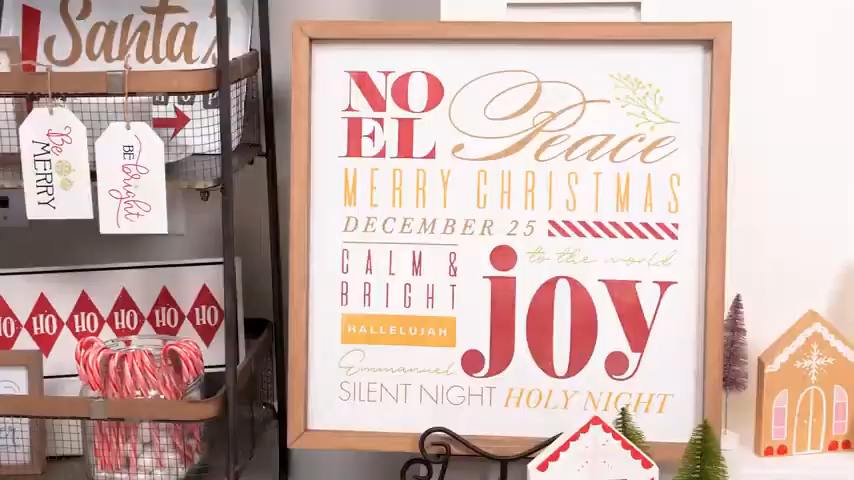 Santa's
Be
MERRY
BE
bright
HO HO HO HO HO HO
NO
EL
Peace
MERRY CHRISTMAS
DECEMBER 25
to the world
CALM &
BRIGHT
joy
HALLELUJAH
Emmanuel
SILENT NIGHT HOLY NIGHT